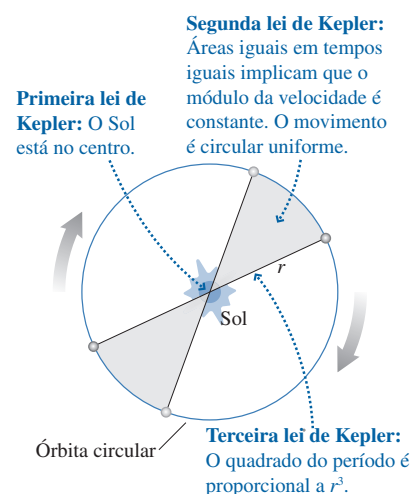 Segunda lei de Kepler:
Áreas iguais em tempos
iguais implicam que o
módulo da velocidade é
constante. O movimento
é circular uniforme.
Primeira lei de
Kepler: O Sol
está no centro.
r
Sol
Órbita circular
Terceira lei de Kepler:
O quadrado do período é
proporcional a r³.